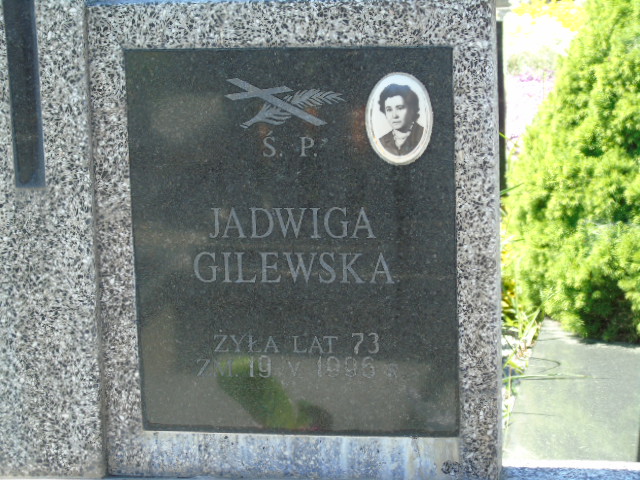 Ś. P.
JADWIGA
GILEWSKA
ŻYŁA LAT 73
ZM. 19 V 1996 r.